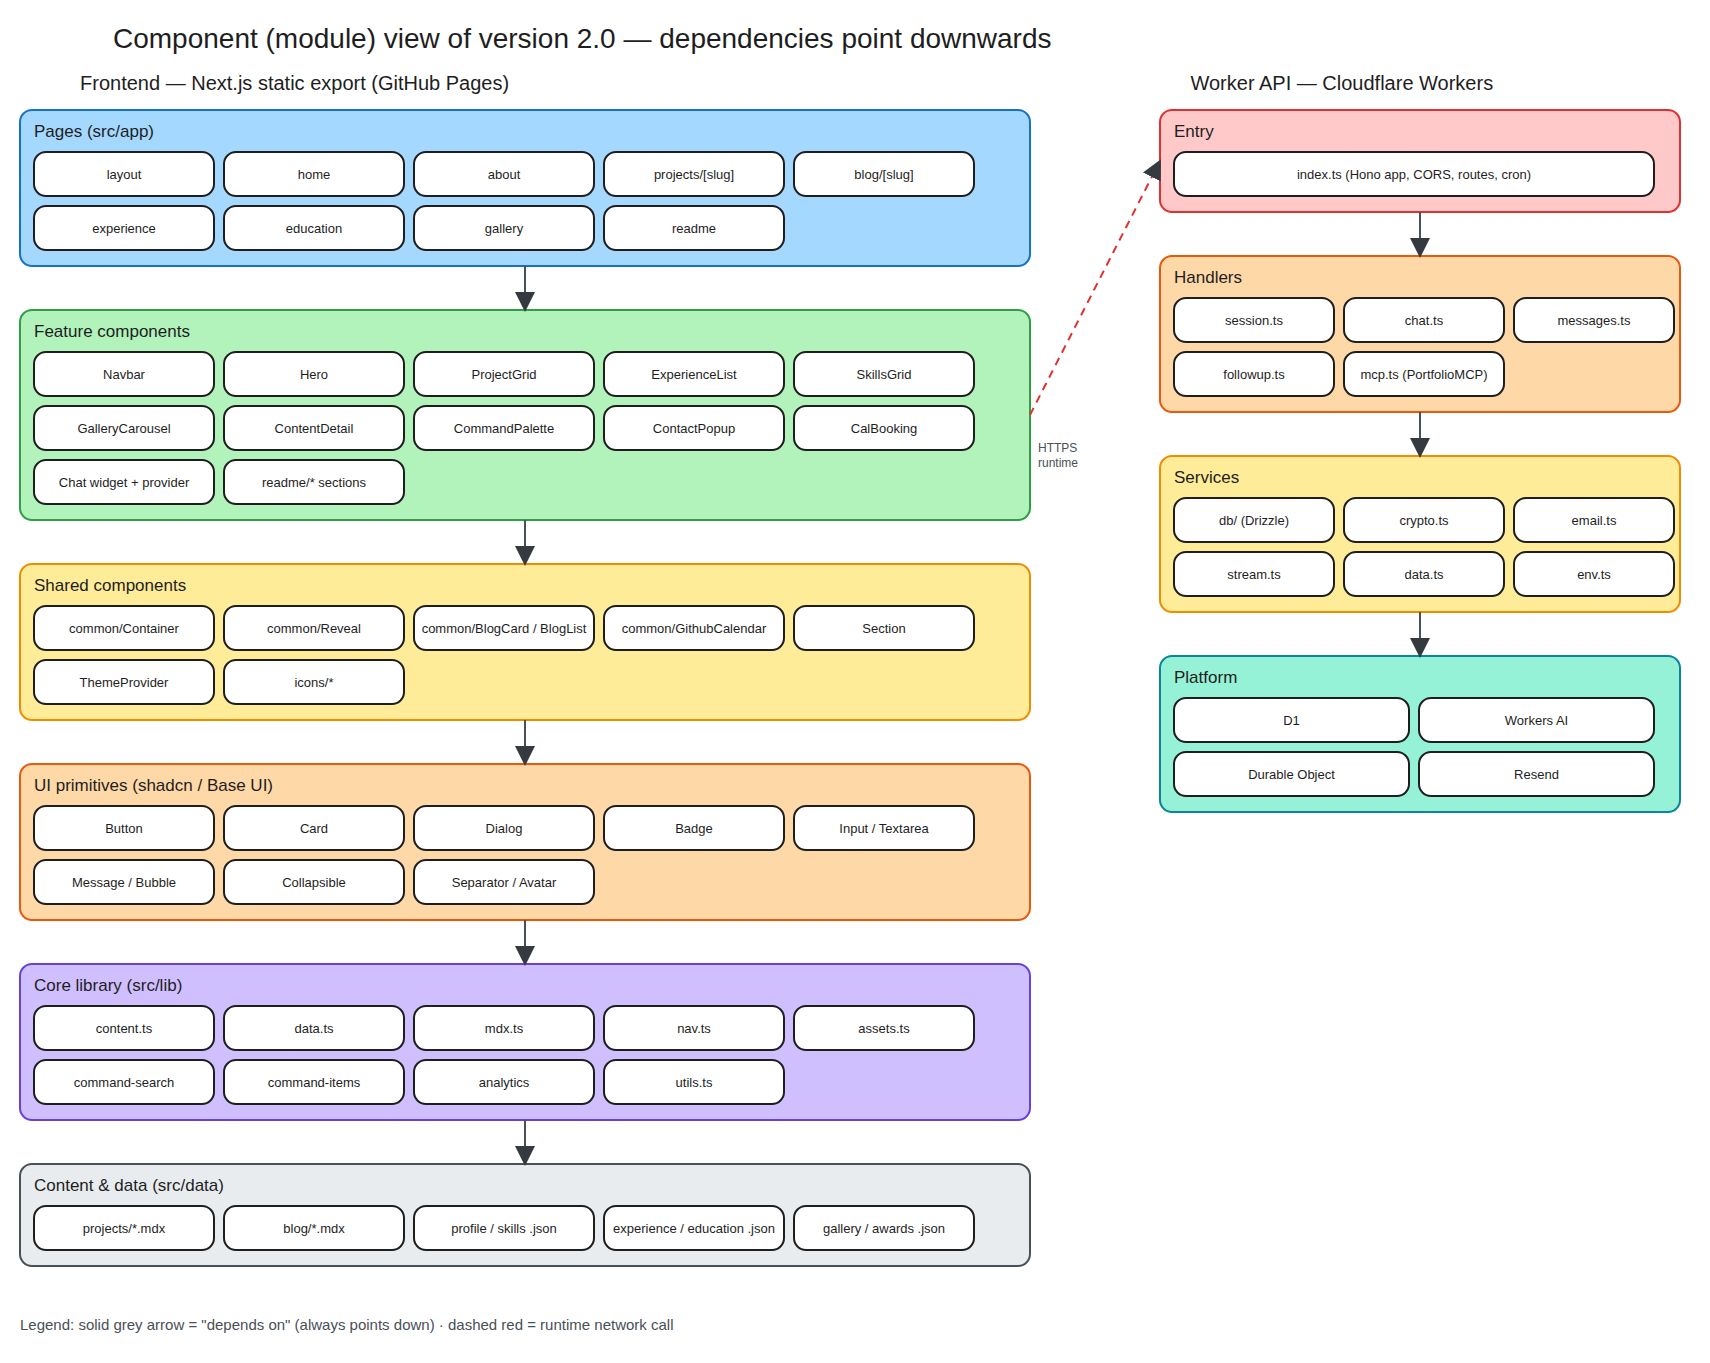 Component (module) view of version 2.0 — dependencies point downwards
Frontend — Next.js static export (GitHub Pages)
Pages (src/app)
layout
home
about
projects/[slug]
blog/[slug]
experience
education
gallery
readme
Feature components
Navbar
Hero
ProjectGrid
ExperienceList
SkillsGrid
GalleryCarousel
ContentDetail
CommandPalette
ContactPopup
CalBooking
Chat widget + provider
readme/* sections
HTTPS
runtime
Shared components
common/Container
common/Reveal
common/BlogCard / BlogList
common/GithubCalendar
Section
ThemeProvider
icons/*
UI primitives (shadcn / Base UI)
Button
Card
Dialog
Badge
Input / Textarea
Message / Bubble
Collapsible
Separator / Avatar
Core library (src/lib)
content.ts
data.ts
mdx.ts
nav.ts
assets.ts
command-search
command-items
analytics
utils.ts
Content & data (src/data)
projects/*.mdx
blog/*.mdx
profile / skills .json
experience / education .json
gallery / awards .json
Worker API — Cloudflare Workers
Entry
index.ts (Hono app, CORS, routes, cron)
Handlers
session.ts
chat.ts
messages.ts
followup.ts
mcp.ts (PortfolioMCP)
Services
db/ (Drizzle)
crypto.ts
email.ts
stream.ts
data.ts
env.ts
Platform
D1
Workers AI
Durable Object
Resend
Legend: solid grey arrow = "depends on" (always points down) · dashed red = runtime network call